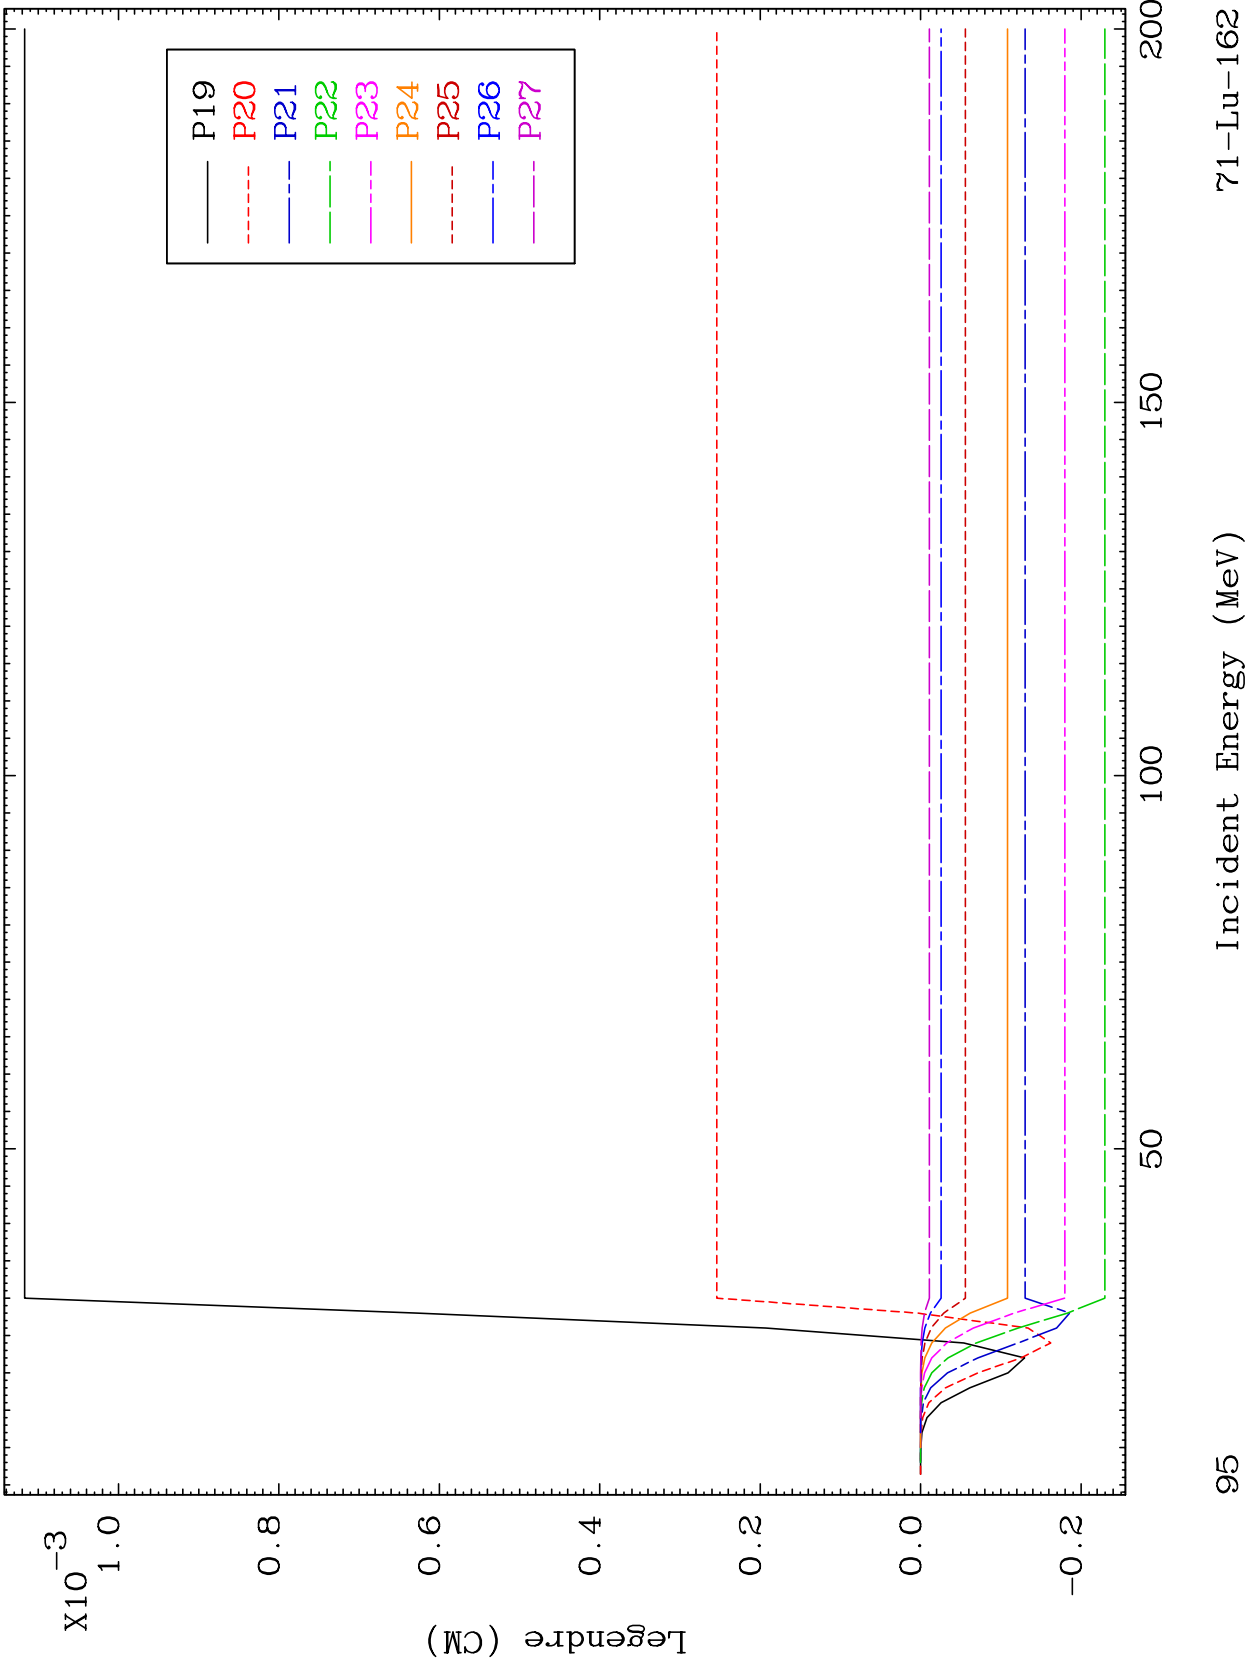 X10−3
1.0
0.8
0.6
0.4
0.2
0.0
−0.2
Legendre (CM)
P19
P20
P21
P22
P23
P24
P25
P26
P27
50
100
150
200
95
Incident Energy (MeV)
71−Lu−162